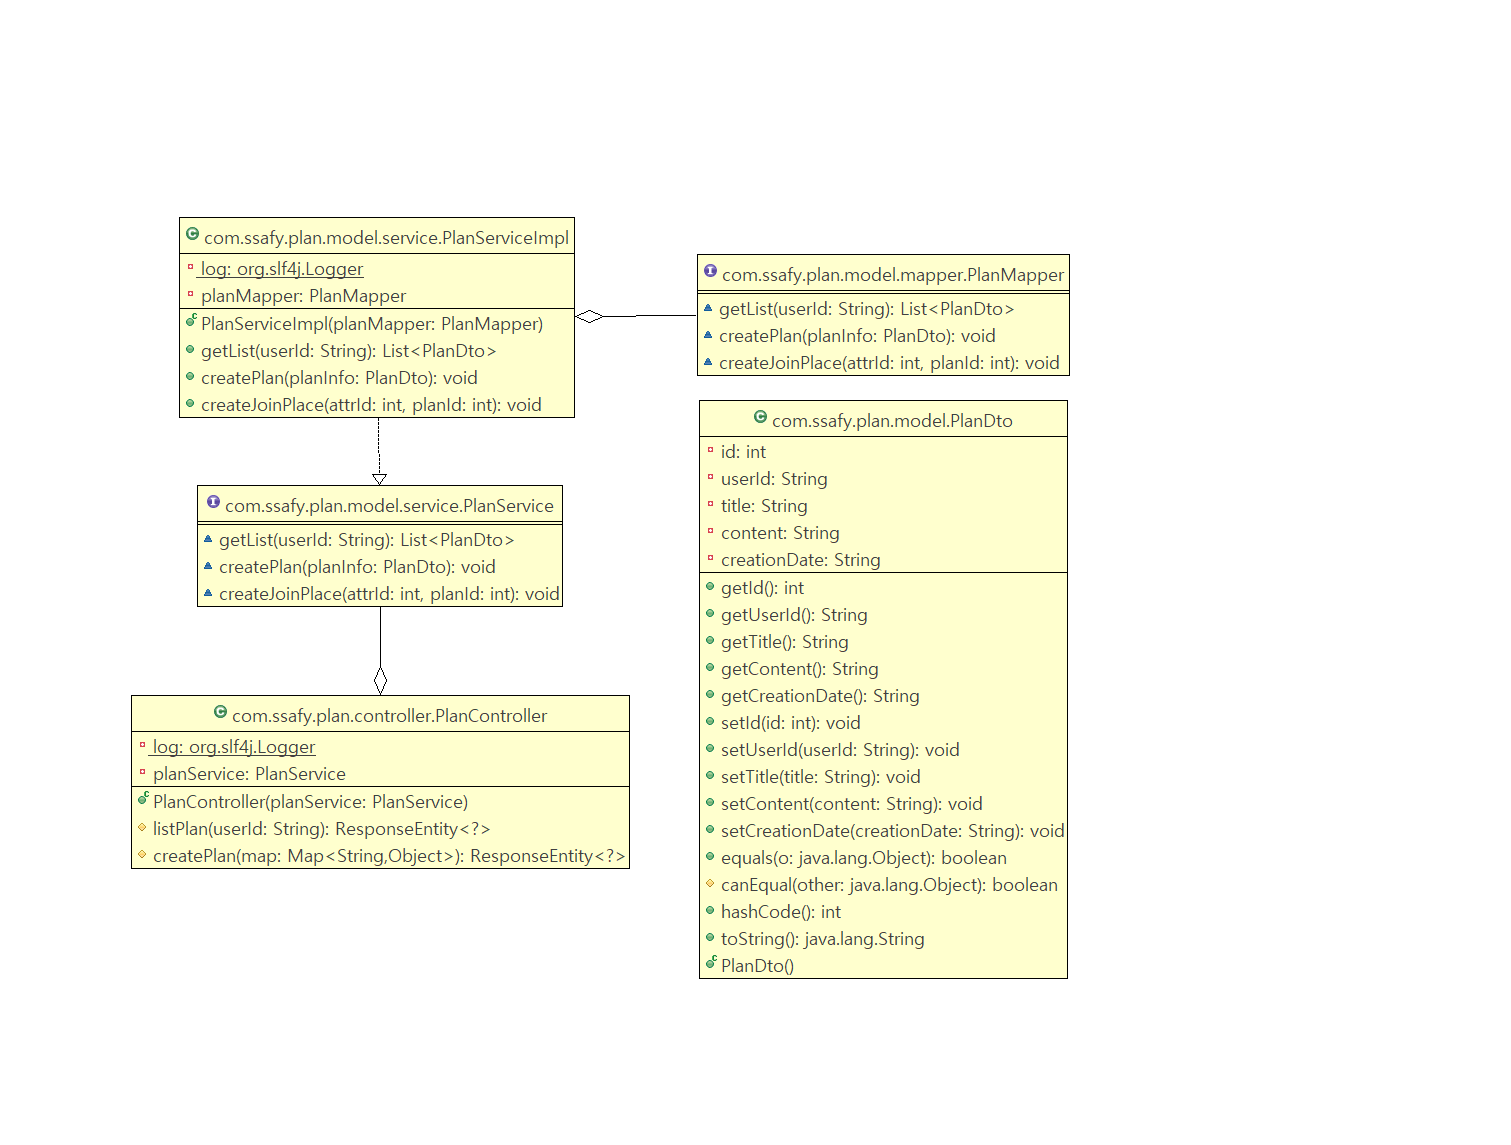 com.ssafy.plan.model.service.PlanServiceImpl
log: org.slf4j.Logger
planMapper: PlanMapper
PlanServiceImpl(planMapper: PlanMapper)
getList(userId: String): List<PlanDto>
createPlan(planInfo: PlanDto): void
createJoinPlace(attrId: int, planId: int): void
com.ssafy.plan.model.mapper.PlanMapper
getList(userId: String): List<PlanDto>
createPlan(planInfo: PlanDto): void
createJoinPlace(attrId: int, planId: int): void
com.ssafy.plan.model.service.PlanService
getList(userId: String): List<PlanDto>
createPlan(planInfo: PlanDto): void
createJoinPlace(attrId: int, planId: int): void
com.ssafy.plan.controller.PlanController
log: org.slf4j.Logger
planService: PlanService
PlanController(planService: PlanService)
listPlan(userId: String): ResponseEntity<?>
createPlan(map: Map<String,Object>): ResponseEntity<?>
com.ssafy.plan.model.PlanDto
id: int
userId: String
title: String
content: String
creationDate: String
getId(): int
getUserId(): String
getTitle(): String
getContent(): String
getCreationDate(): String
setId(id: int): void
setUserId(userId: String): void
setTitle(title: String): void
setContent(content: String): void
setCreationDate(creationDate: String): void
equals(o: java.lang.Object): boolean
canEqual(other: java.lang.Object): boolean
hashCode(): int
toString(): java.lang.String
PlanDto()